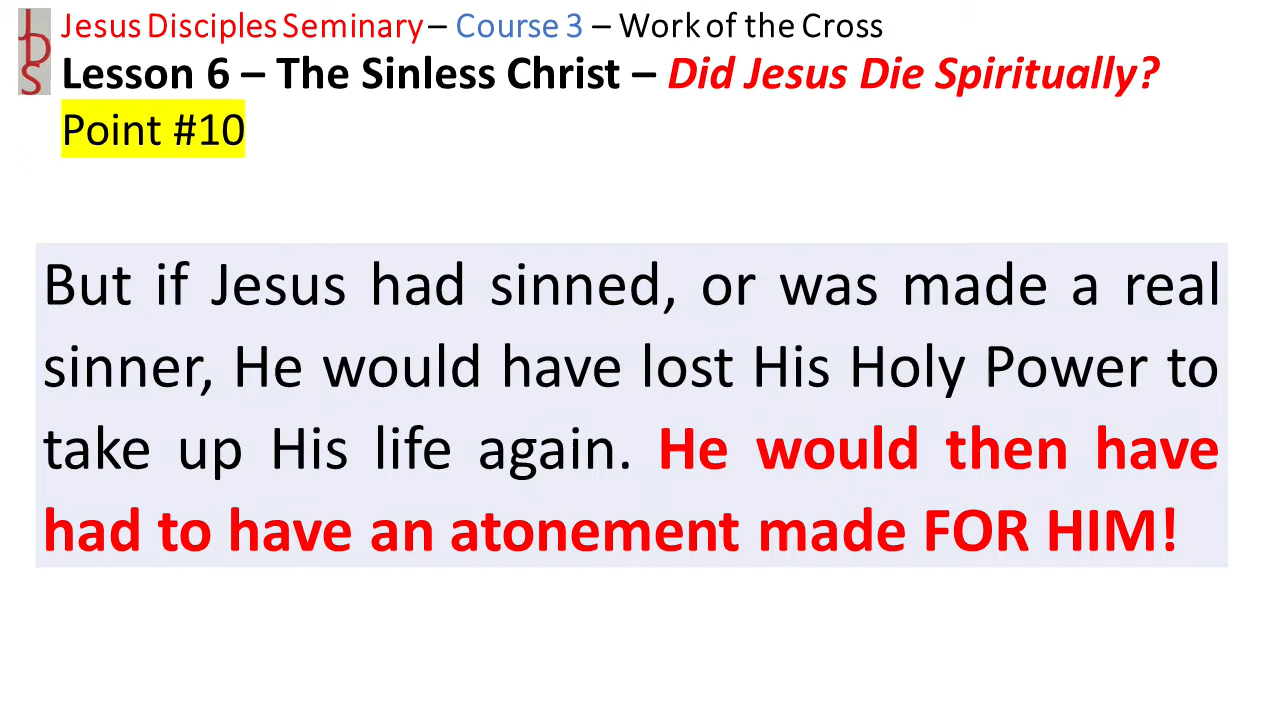 JDS
Jesus Disciples Seminary – Course 3 – Work of the Cross
Lesson 6 – The Sinless Christ – Did Jesus Die Spiritually?
Point #10
But if Jesus had sinned, or was made a real
sinner, He would have lost His Holy Power to
take up His life again. He would then have
had to have an atonement made FOR HIM!